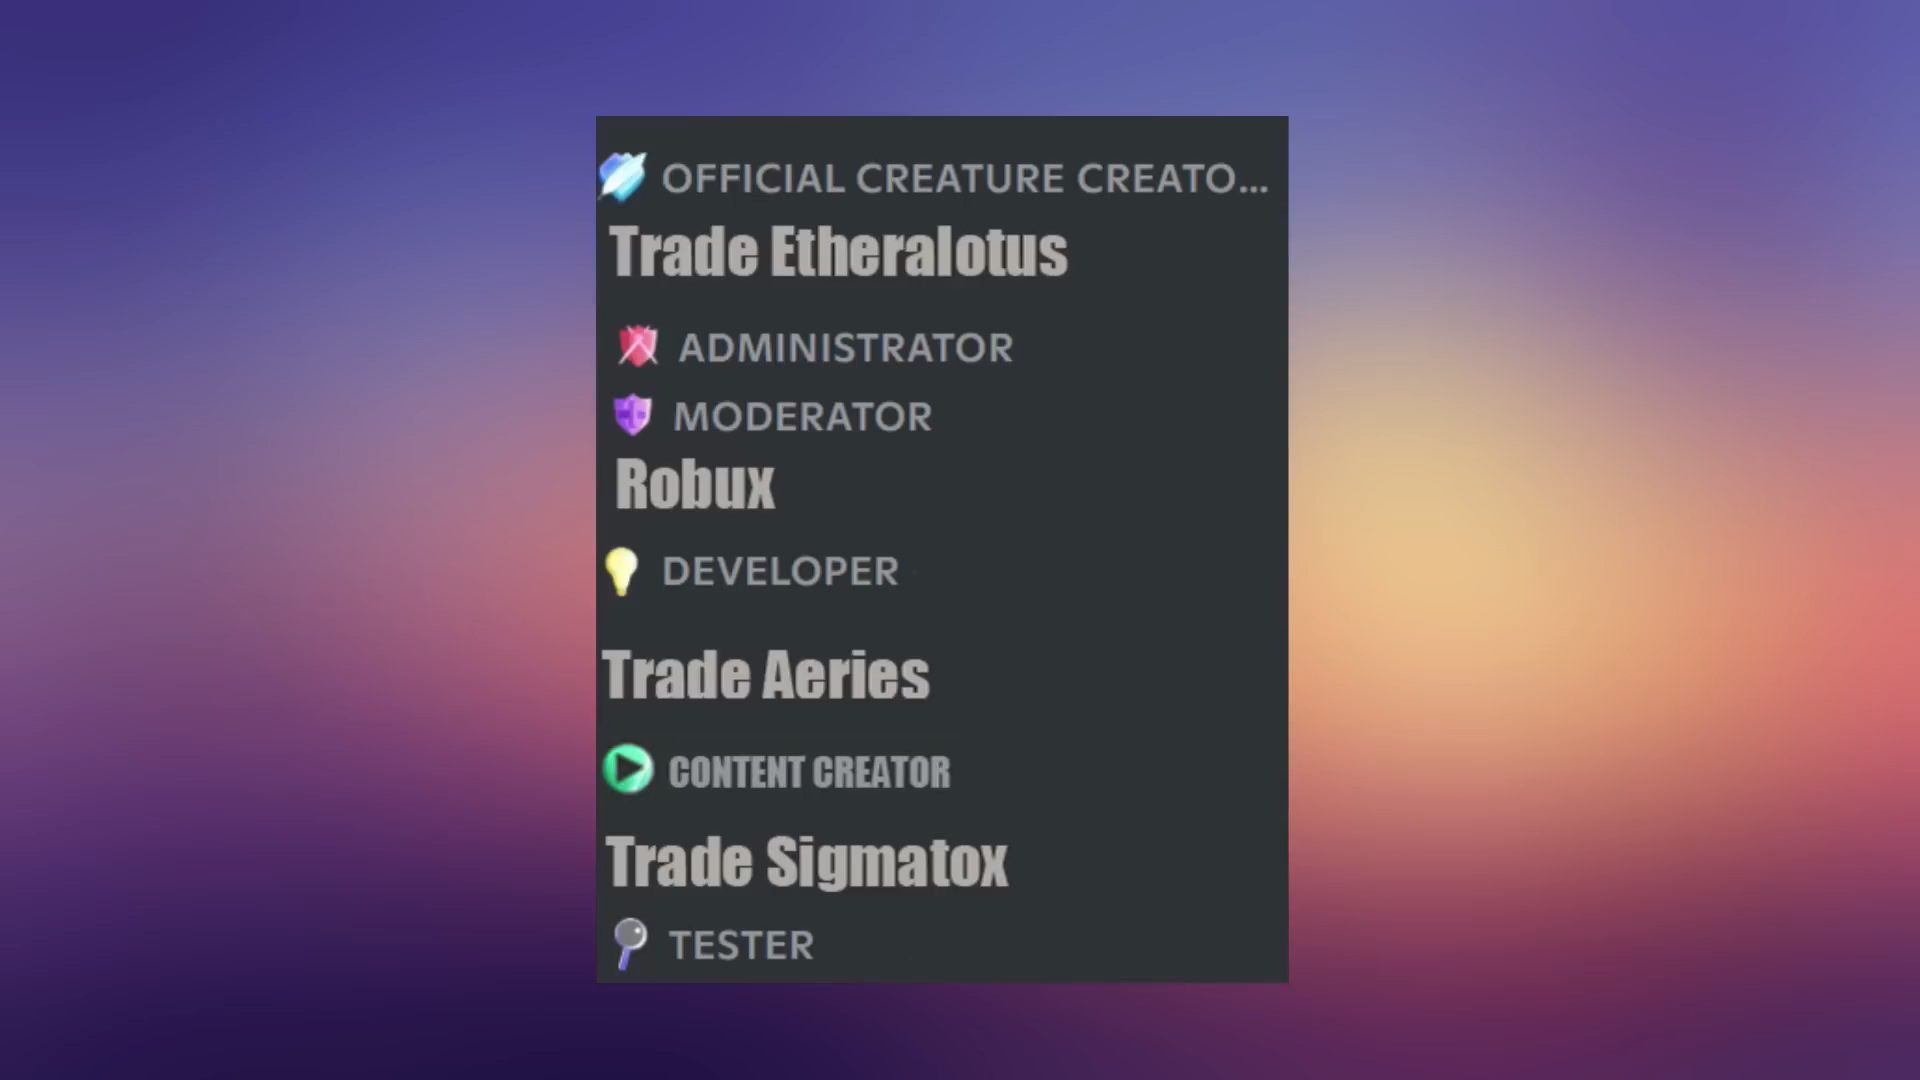 OFFICIAL CREATURE CREATO...
Trade Etheralotus
ADMINISTRATOR
MODERATOR
Robux
DEVELOPER
Trade Aeries
CONTENT CREATOR
Trade Sigmatox
TESTER